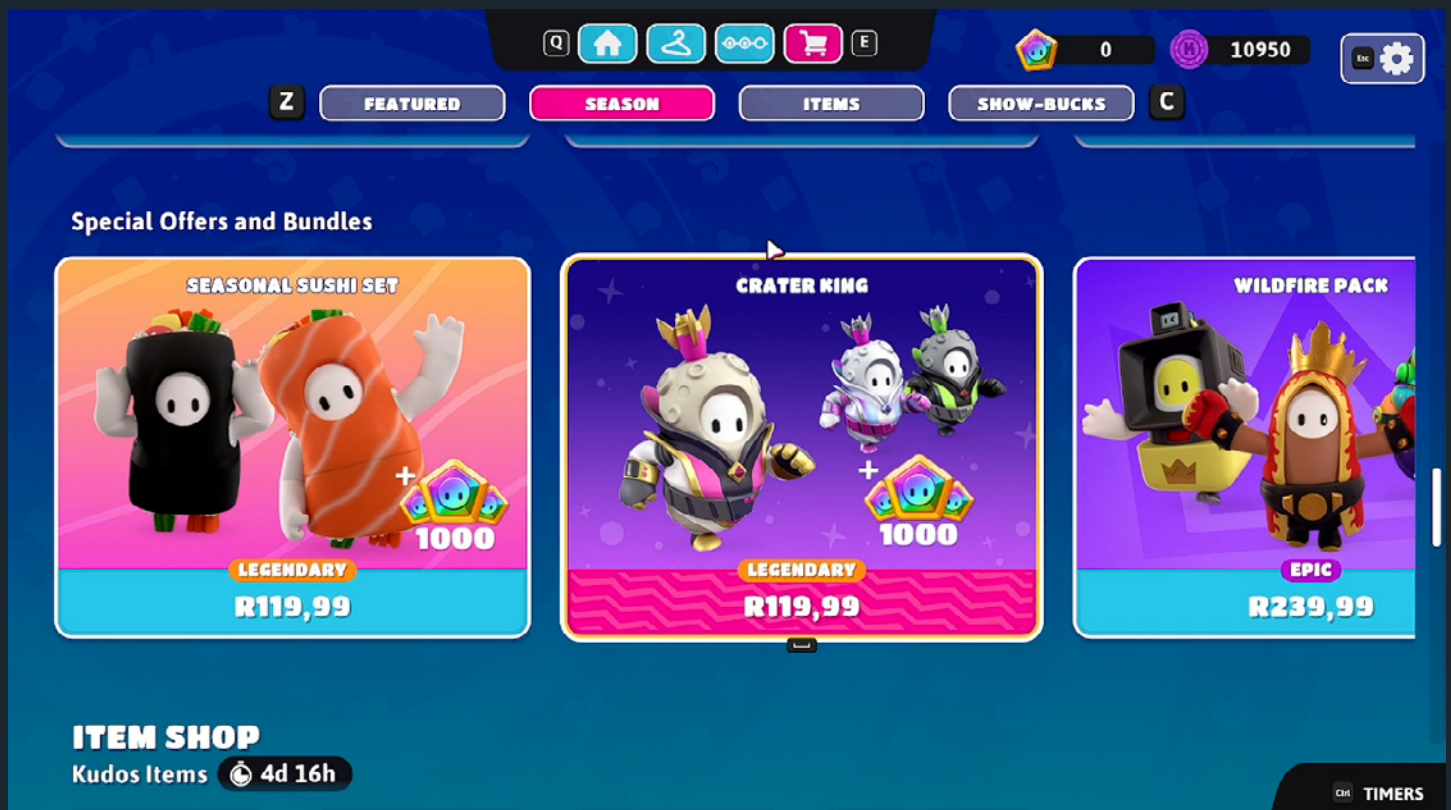 Q
E
0
10950
Esc
Z
FEATURED
SEASON
ITEMS
SHOW-BUCKS
C
Special Offers and Bundles
SEASONAL SUSHI SET
+
1000
LEGENDARY
R119,99
CRATER KING
+
1000
LEGENDARY
R119,99
WILDFIRE PACK
EPIC
R239,99
ITEM SHOP
Kudos Items 4d 16h
Ctrl TIMERS